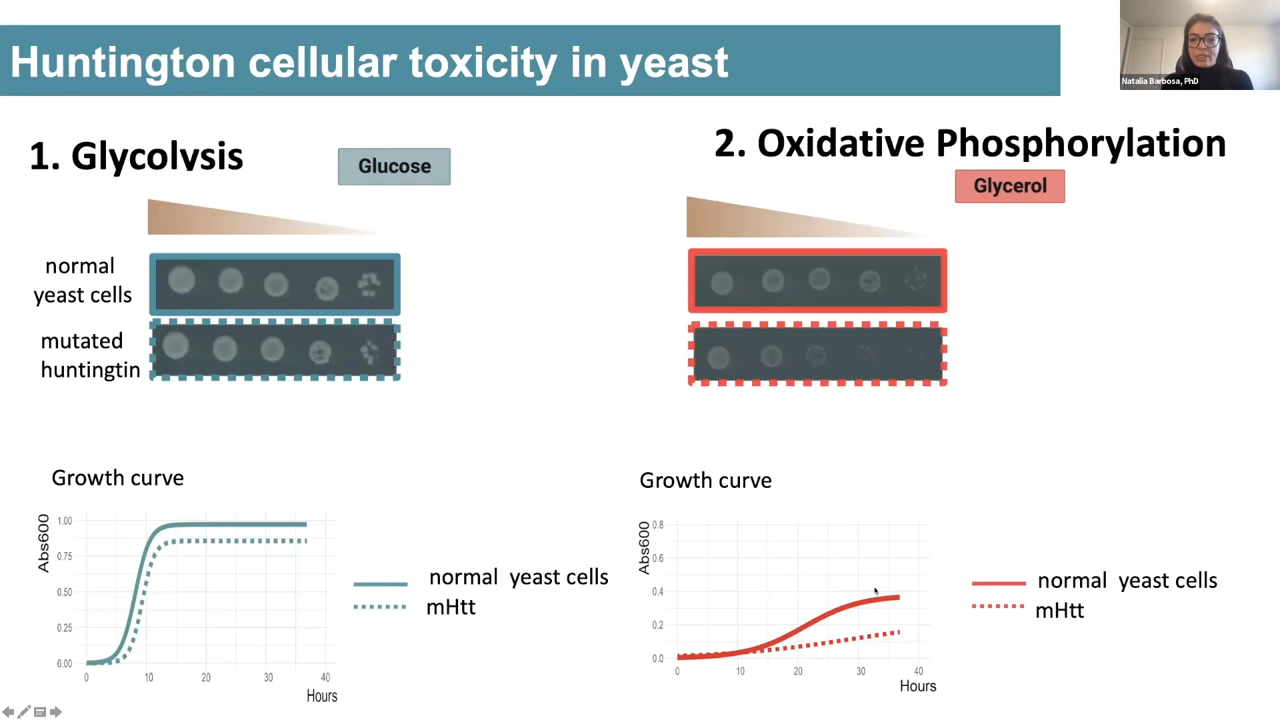 Huntington cellular toxicity in yeast
Natalia Barbosa, PhD
1. Glycolysis
Glucose
normal
yeast cells
mutated
huntingtin
Growth curve
Abs600
1.00
0.75
0.50
0.25
0.00
0
10
20
30
40
Hours
normal yeast cells
mHtt
2. Oxidative Phosphorylation
Glycerol
Growth curve
Abs600
0.8
0.6
0.4
0.2
0.0
0
10
20
30
40
Hours
normal yeast cells
mHtt